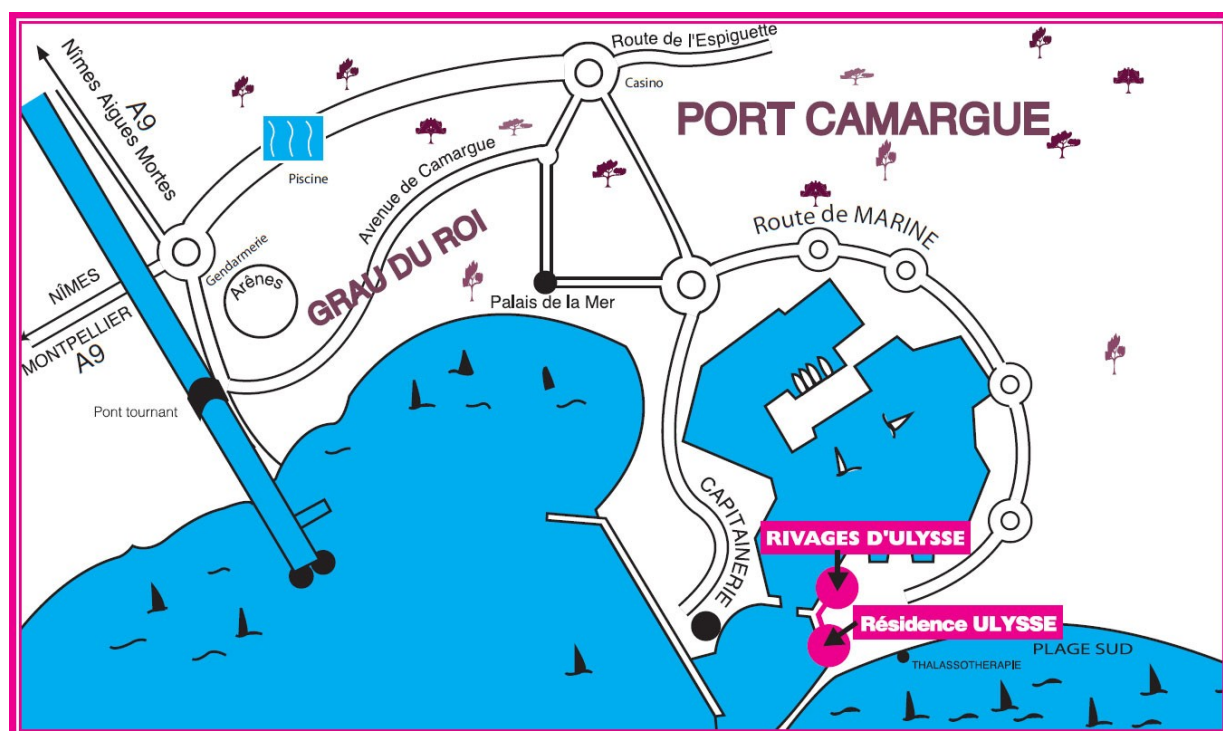 Nîmes Aigues Mortes
A9
Route de l'Espiguette
Casino
PORT CAMARGUE
Piscine
Avenue de Camargue
Route de MARINE
GRAU DU ROI
Gendarmerie
Arênes
NÎMES
MONTPELLIER
A9
Palais de la Mer
Pont tournant
CAPITAINERIE
RIVAGES D'ULYSSE
Résidence ULYSSE
PLAGE SUD
THALASSOTHERAPIE